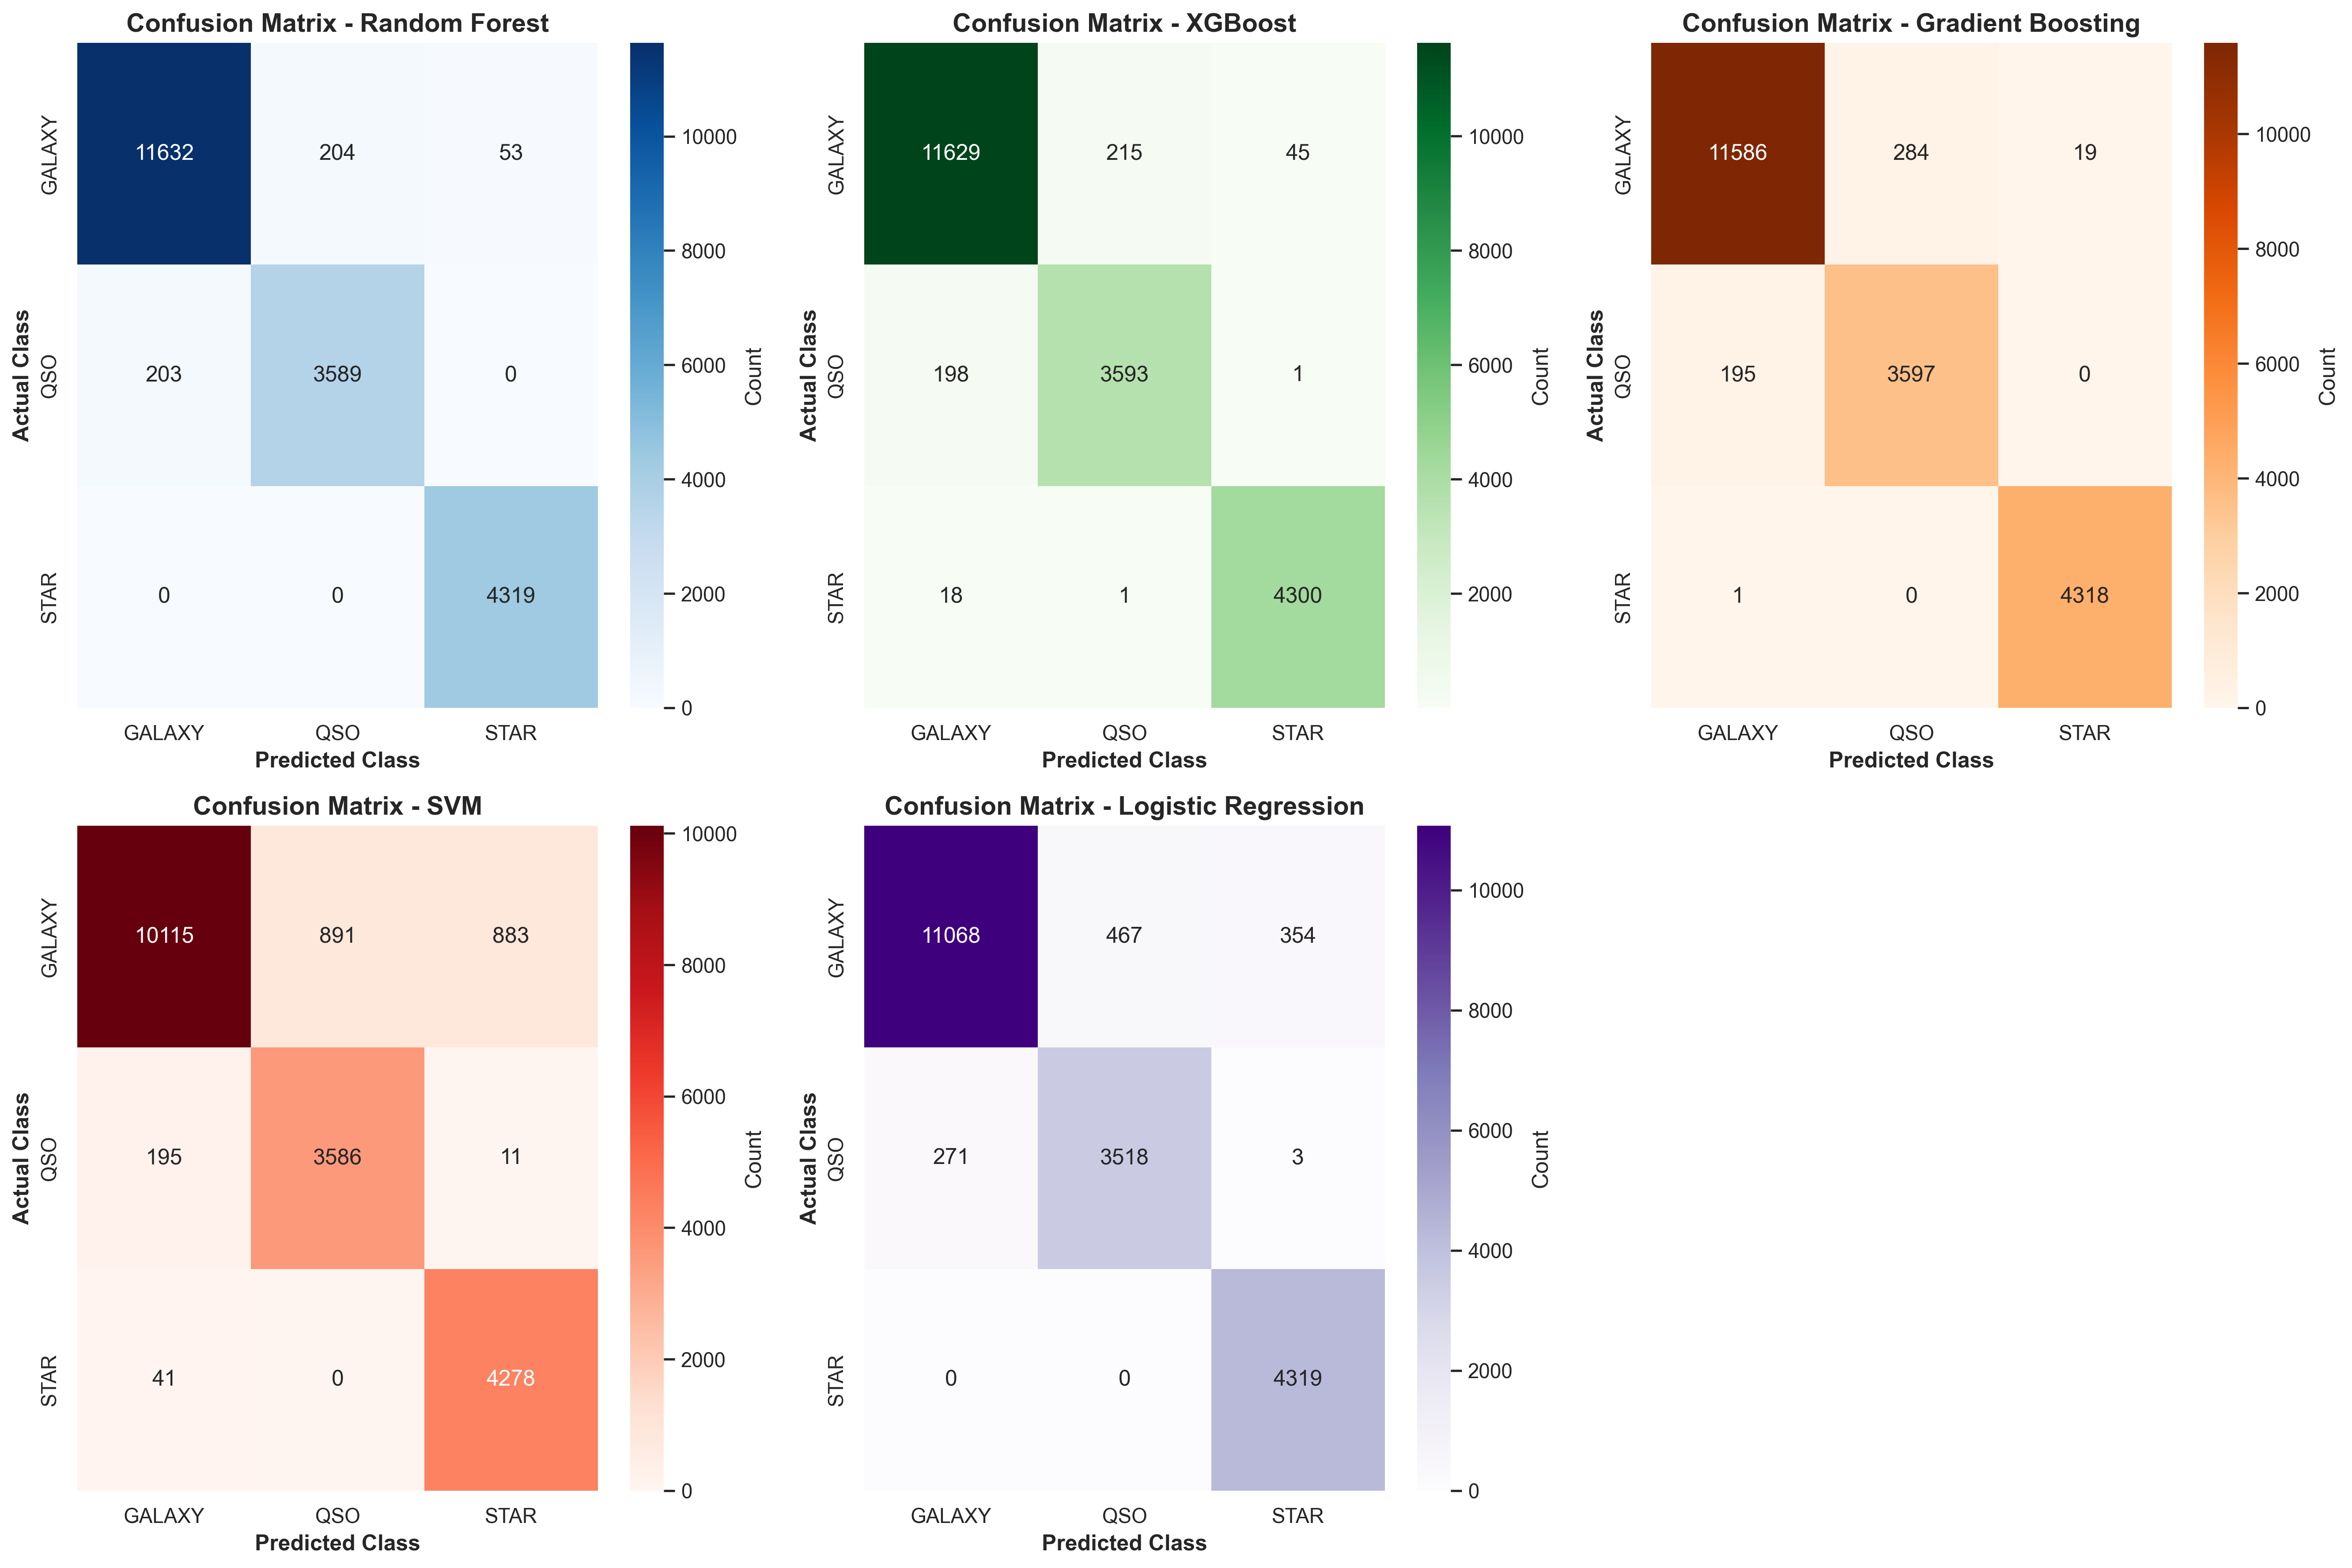 Confusion Matrix - Random Forest
GALAXY
11632 204 53
QSO
203 3589 0
STAR
0 0 4319
GALAXY QSO STAR
Predicted Class
Actual Class
10000
8000
6000
4000
2000
0
Count
Confusion Matrix - XGBoost
GALAXY
11629 215 45
QSO
198 3593 1
STAR
18 1 4300
GALAXY QSO STAR
Predicted Class
Actual Class
10000
8000
6000
4000
2000
Count
Confusion Matrix - Gradient Boosting
GALAXY
11586 284 19
QSO
195 3597 0
STAR
1 0 4318
GALAXY QSO STAR
Predicted Class
Actual Class
10000
8000
6000
4000
2000
0
Count
Confusion Matrix - SVM
GALAXY
10115 891 883
QSO
195 3586 11
STAR
41 0 4278
GALAXY QSO STAR
Predicted Class
Actual Class
10000
8000
6000
4000
2000
0
Count
Confusion Matrix - Logistic Regression
GALAXY
11068 467 354
QSO
271 3518 3
STAR
0 0 4319
GALAXY QSO STAR
Predicted Class
Actual Class
10000
8000
6000
4000
2000
0
Count